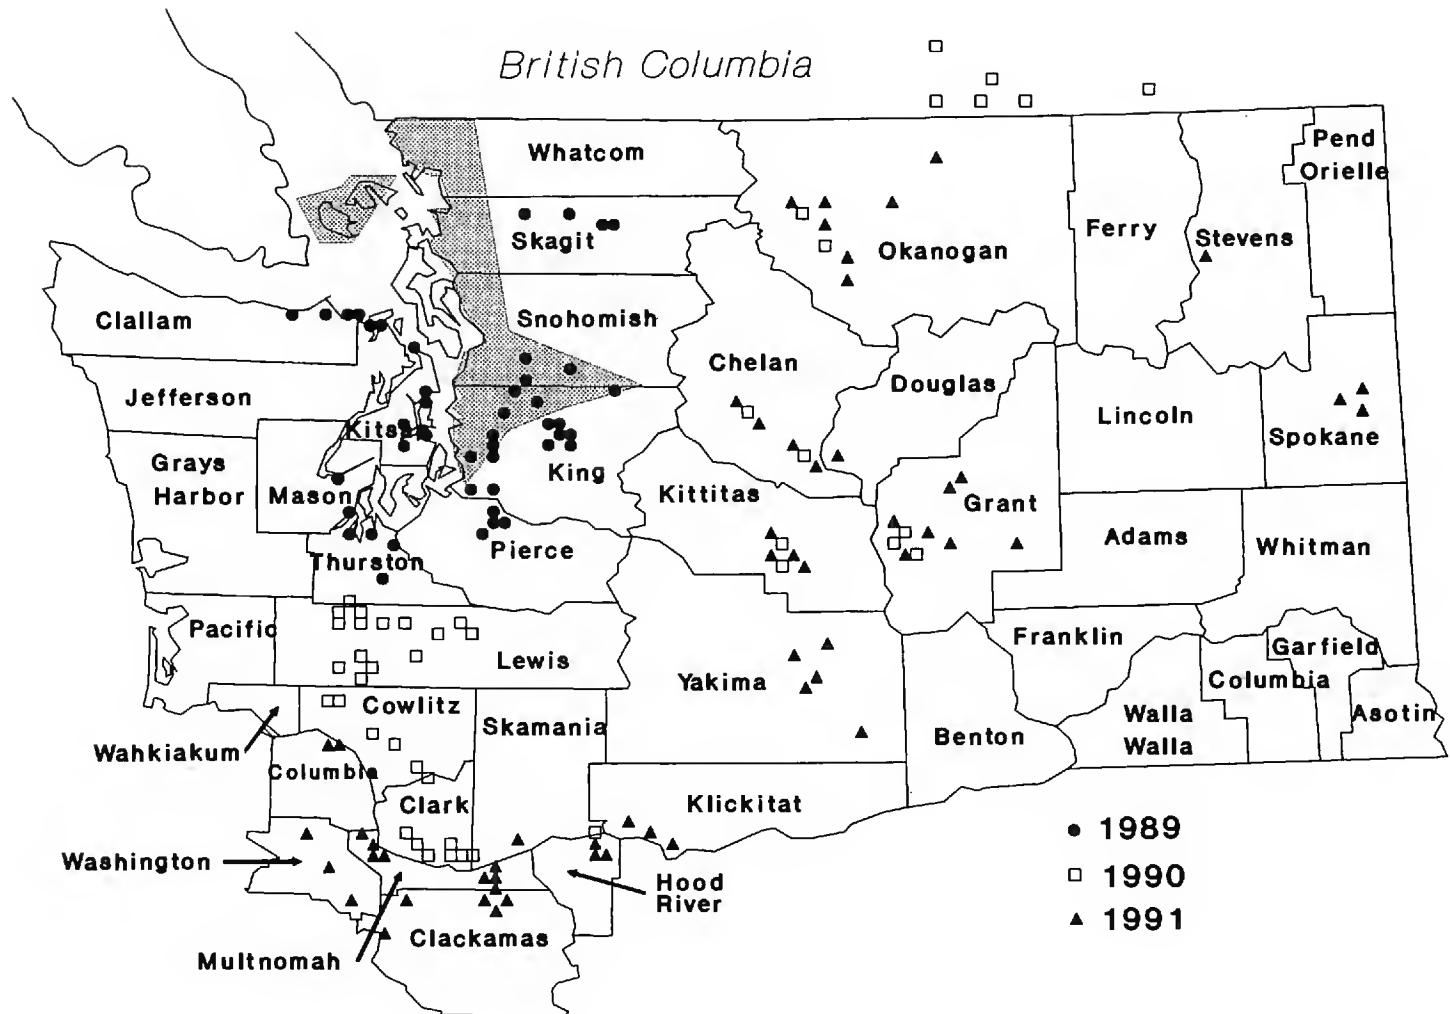 British Columbia
Whatcom
Pend
Orielle
Skagit
Okanogan
Ferry
Stevens
Clallam
Snohomish
Chelan
Douglas
Jefferson
Lincoln
Kitsap
Spokane
Grays
Harbor
Mason
King
Kittitas
Grant
Thurston
Pierce
Adams
Whitman
Pacific
Lewis
Franklin
Garfield
Yakima
Columbia
Cowlitz
Skamania
Walla
Walla
Asotin
Wahkiakum
Columbia
Benton
Clark
Klickitat
1989
Washington
Hood
River
1990
Multnomah
Clackamas
1991